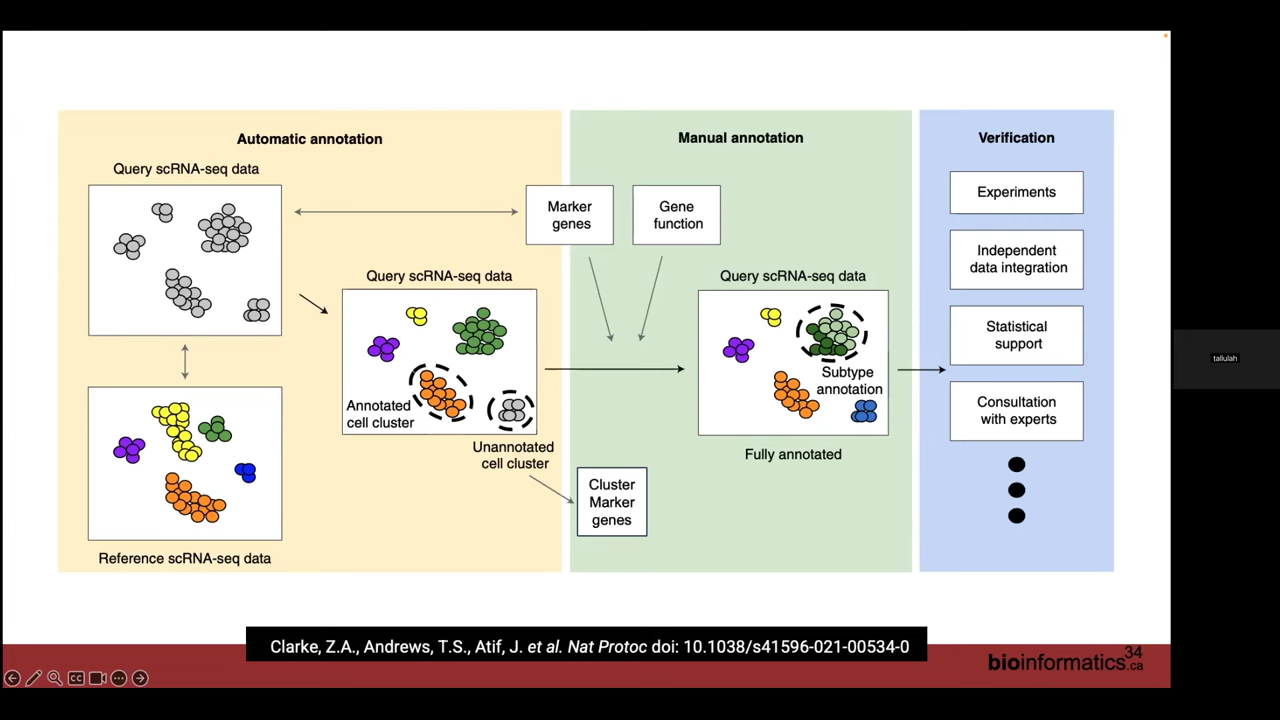 Automatic annotation
Query scRNA-seq data
Reference scRNA-seq data
Query scRNA-seq data
Annotated
cell cluster
Unannotated
cell cluster
Manual annotation
Marker
genes
Gene
function
Cluster
Marker
genes
Query scRNA-seq data
Subtype
annotation
Fully annotated
Verification
Experiments
Independent
data integration
Statistical
support
Consultation
with experts
tallulah
Clarke, Z.A., Andrews, T.S., Atif, J. et al. Nat Protoc doi: 10.1038/s41596-021-00534-0
34
bioinformatics.ca
CC